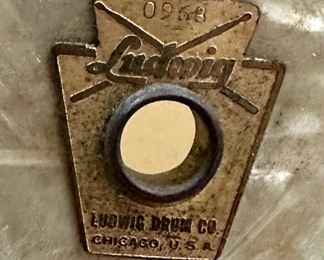 0968
Ludwig
LUDWIG DRUM CO.
CHICAGO, U.S.A.